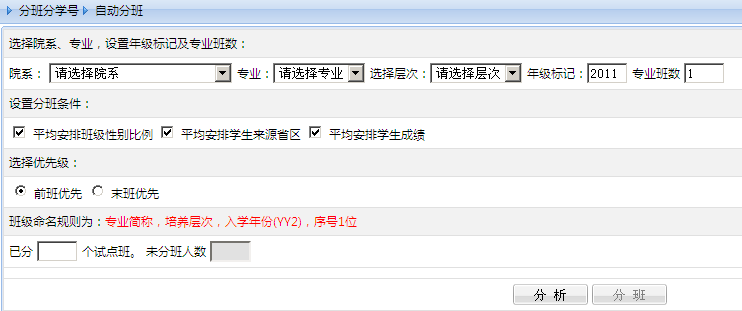 分班分学号 自动分班
选择院系、专业，设置年级标记及专业班数：
院系： 请选择院系 专业： 请选择专业 选择层次： 请选择层次 年级标记： 2011 专业班数 1
设置分班条件：
平均安排班级性别比例 平均安排学生来源省区 平均安排学生成绩
选择优先级：
前班优先 末班优先
班级命名规则为：专业简称，培养层次，入学年份(YY2)，序号1位
已分 个试点班。 未分班人数
分 析 分 班